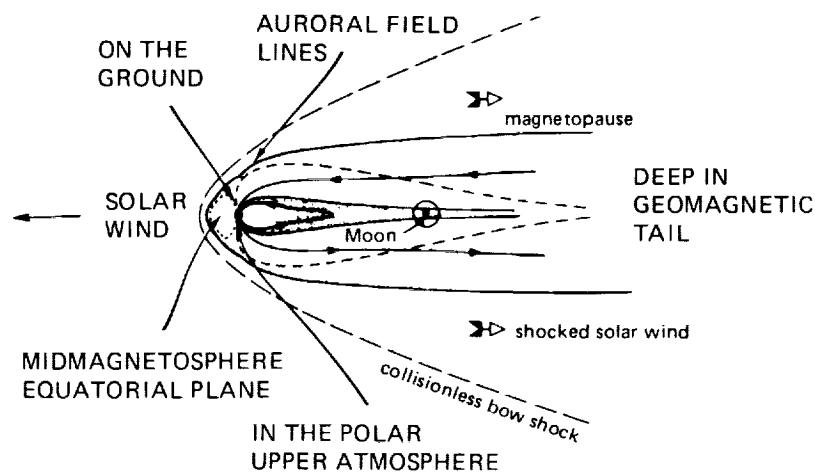 AURORAL FIELD
LINES
ON THE
GROUND
magnetopause
SOLAR
WIND
DEEP IN
GEOMAGNETIC
TAIL
Moon
shocked solar wind
MIDMAGNETOSPHERE
EQUATORIAL PLANE
collisionless bow shock
IN THE POLAR
UPPER ATMOSPHERE